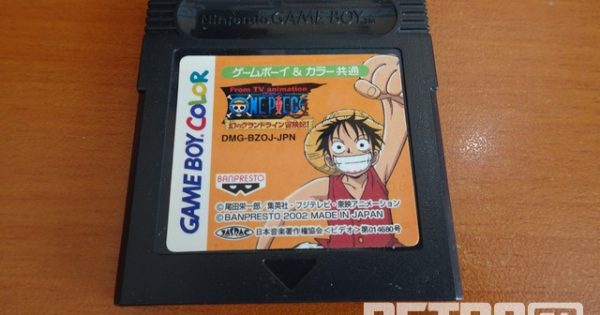 Nintendo GAME BOY TM
ゲームボーイ & カラー共通
GAME BOY COLOR
From TV animation
ONE PIECE
幻のグランドライン冒険記!
DMG-BZOJ-JPN
BANPRESTO
©尾田栄一郎/集英社・フジテレビ・東映アニメーション
©BANPRESTO 2002 MADE IN JAPAN
JASRAC
日本音楽著作権協会<ビデオ>第014680号